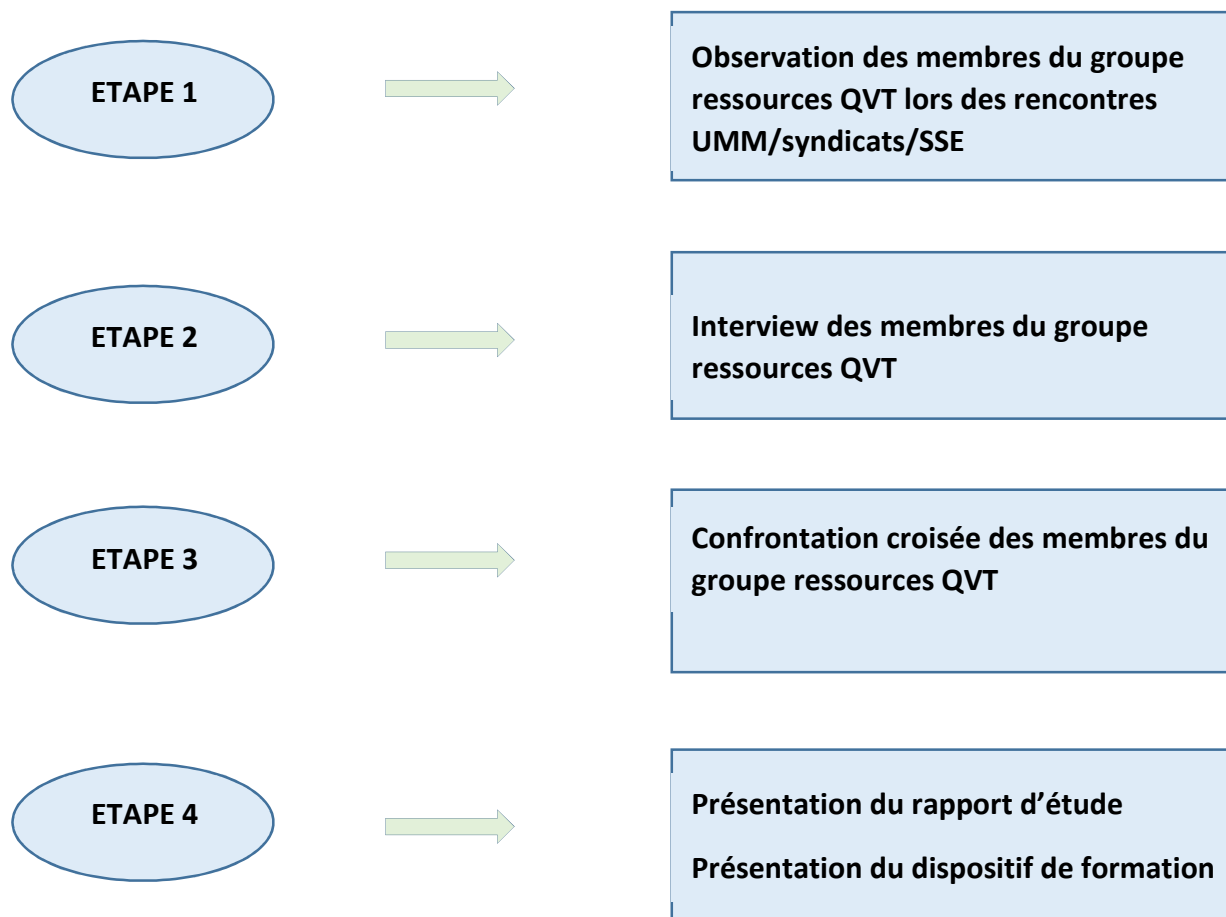 ETAPE 1
Observation des membres du groupe
ressources QVT lors des rencontres
UMM/syndicats/SSE
ETAPE 2
Interview des membres du groupe
ressources QVT
ETAPE 3
Confrontation croisée des membres du
groupe ressources QVT
ETAPE 4
Présentation du rapport d’étude
Présentation du dispositif de formation